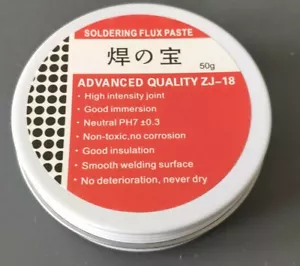 SOLDERING FLUX PASTE
焊の宝
50g
ADVANCED QUALITY ZJ-18
• High intensity joint
• Good immersion
• Neutral PH7 ±0.3
• Non-toxic,no corrosion
• Good insulation
• Smooth welding surface
• No deterioration, never dry